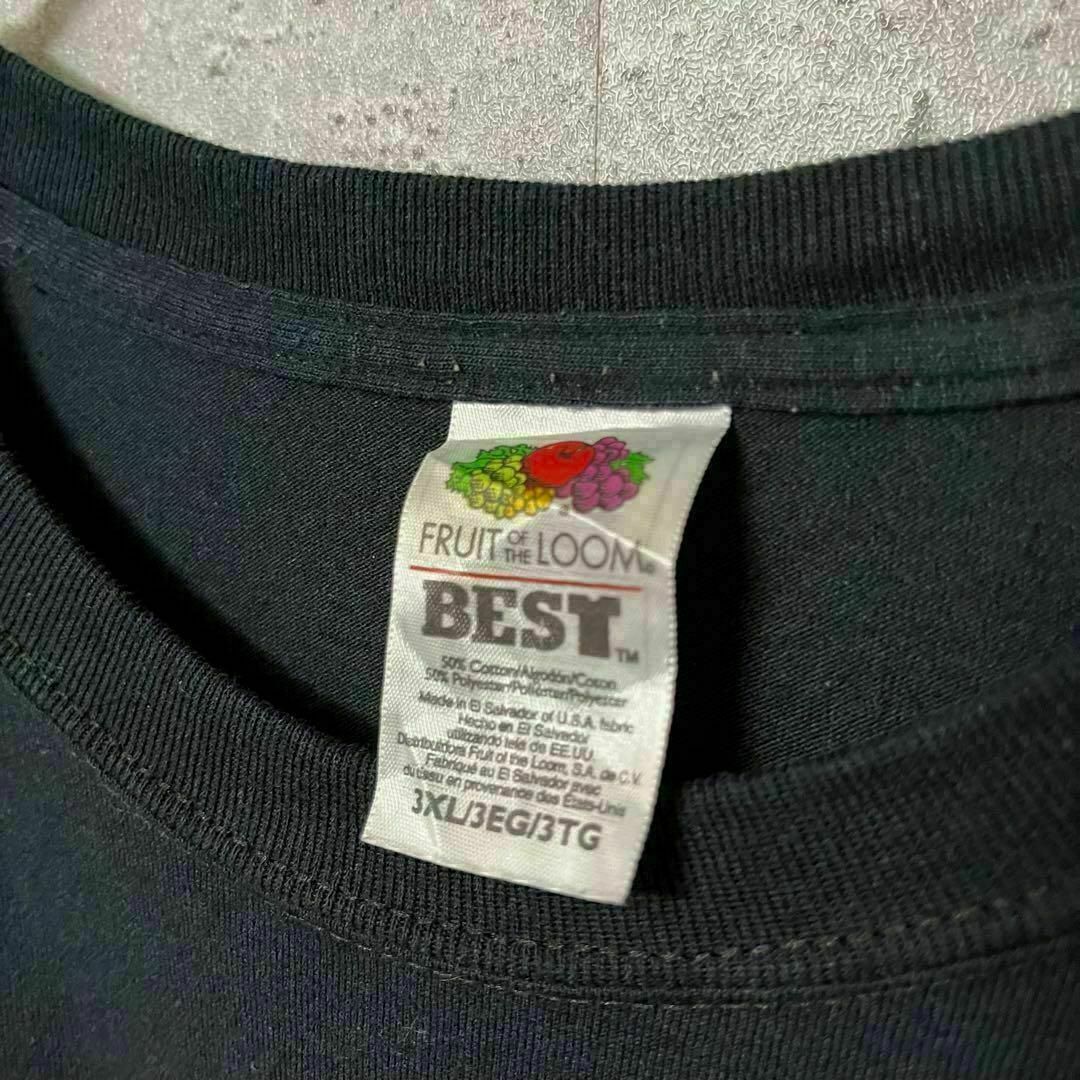 FRUIT OF THE LOOM®
BEST™
50% Cotton/Algodón/Coton
50% Polyester/Poliéster/Polyester
Made in El Salvador of U.S.A. fabric
Hecho en El Salvador
utilizando tela de EE.UU.
Distribuidora Fruit of the Loom, S.A. de C.V.
Fabriqué au El Salvador avec
du tissu en provenance des États-Unis
3XL/3EG/3TG